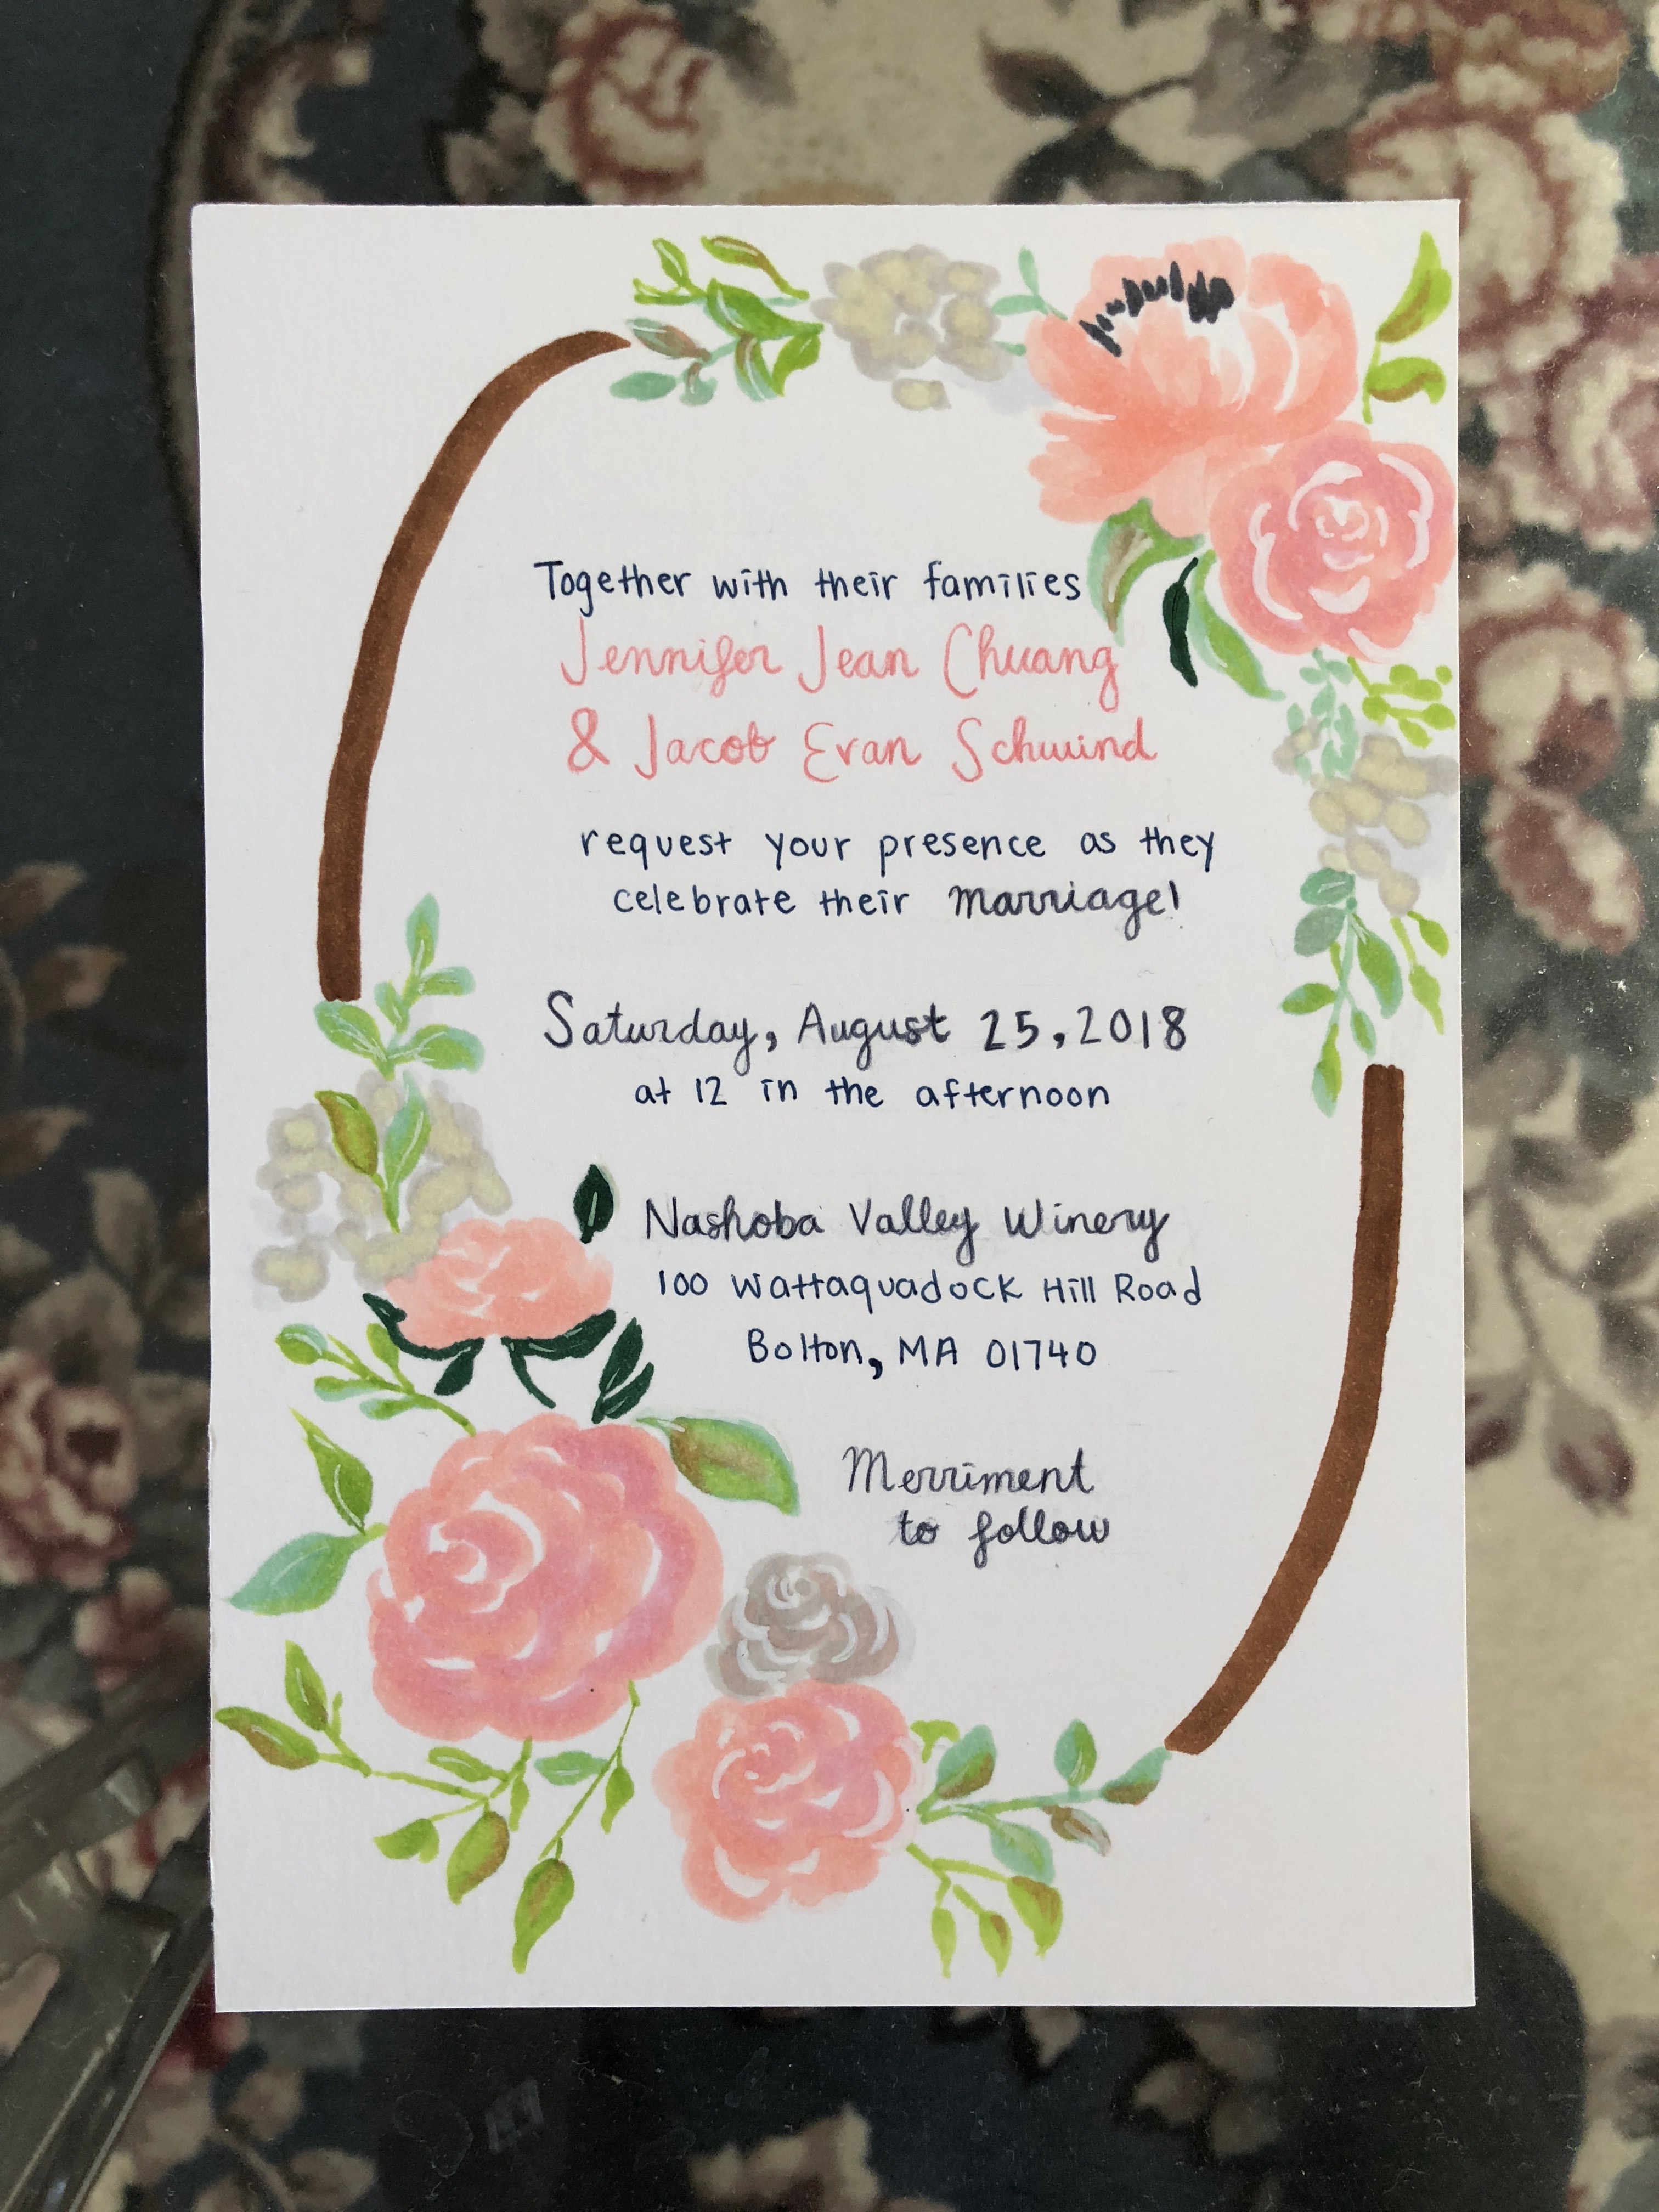 Together with their families
Jennifer Jean Chuang
& Jacob Evan Schwind
request your presence as they
celebrate their marriage!
Saturday, August 25, 2018
at 12 in the afternoon
Nashoba Valley Winery
100 Wattaquadock Hill Road
Bolton, MA 01740
Merriment
to follow